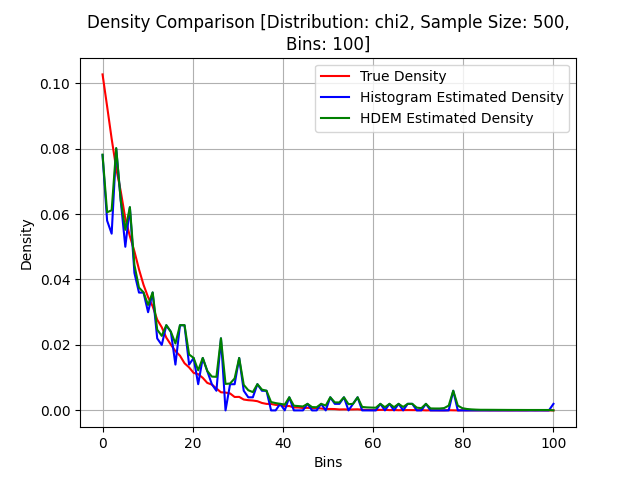 Density Comparison [Distribution: chi2, Sample Size: 500,
Bins: 100]
True Density
Histogram Estimated Density
HDEM Estimated Density
Density
0.10
0.08
0.06
0.04
0.02
0.00
0 20 40 60 80 100
Bins